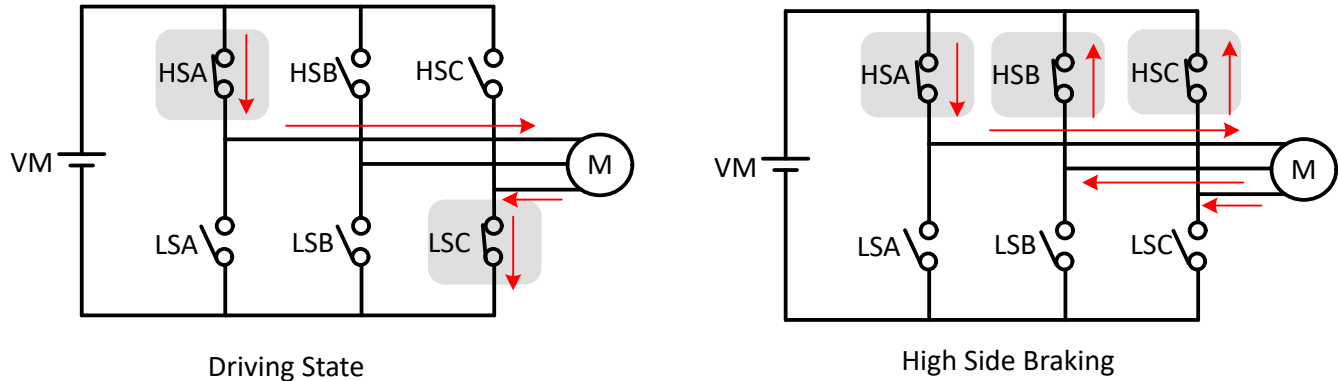 HSA
HSB
HSC
VM
M
LSA
LSB
LSC
Driving State
HSA
HSB
HSC
VM
M
LSA
LSB
LSC
High Side Braking